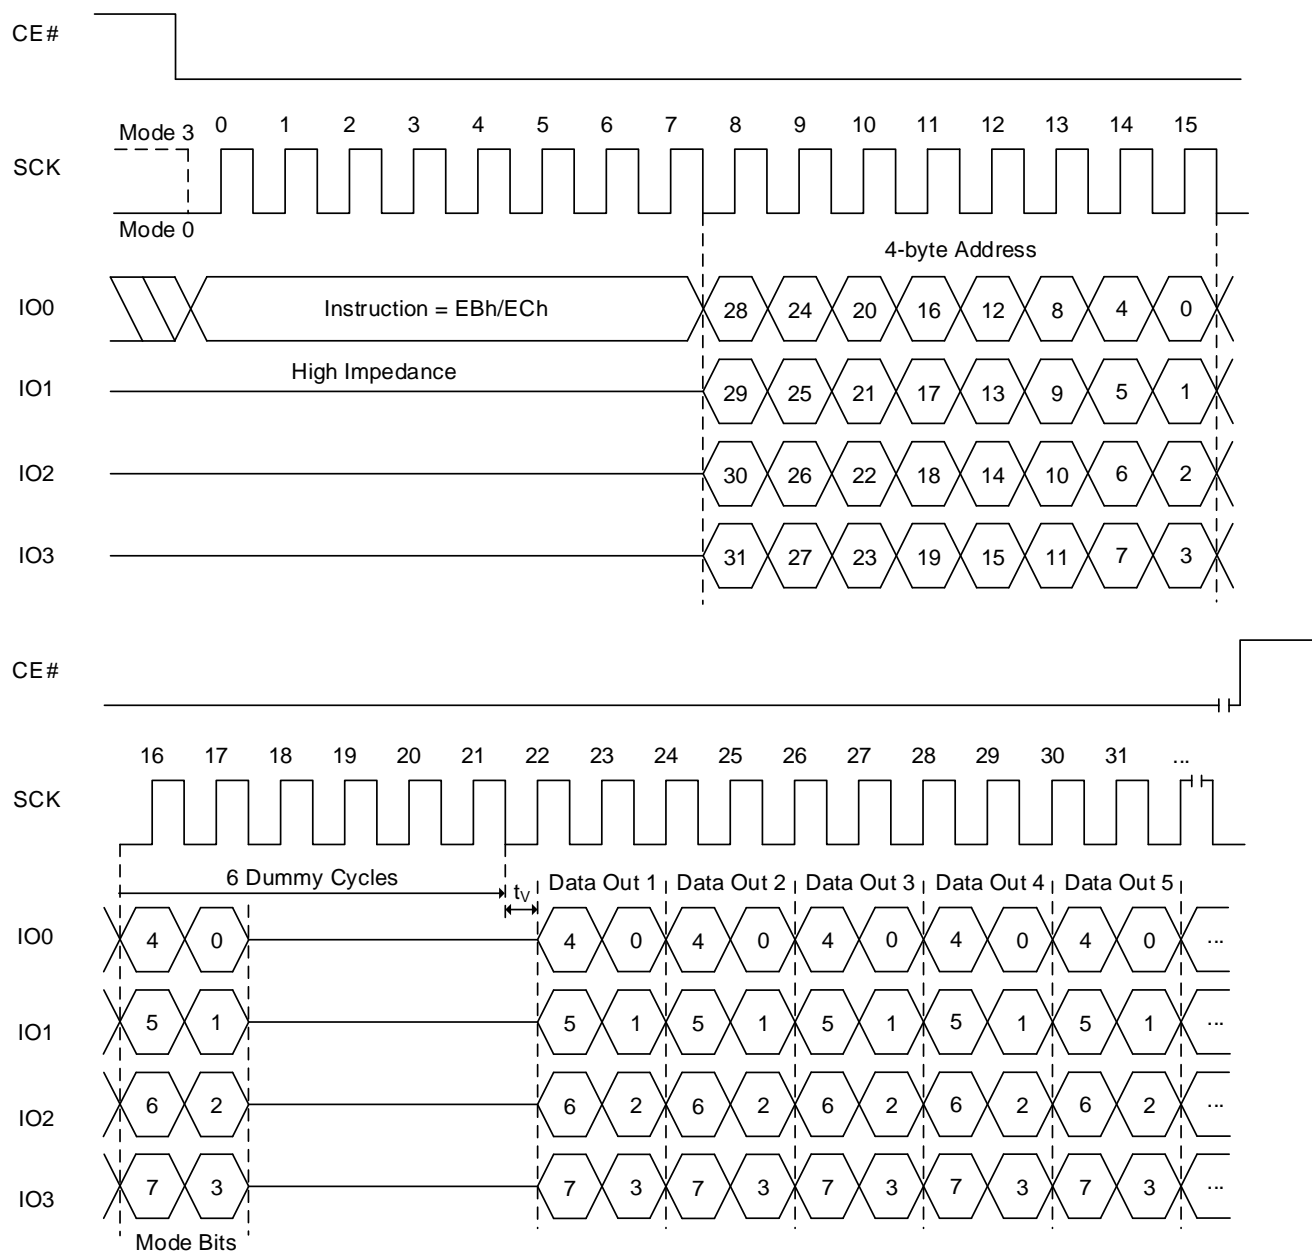 CE#
Mode 3 0 1 2 3 4 5 6 7 8 9 10 11 12 13 14 15
SCK
Mode 0
4-byte Address
IO0 Instruction = EBh/ECh 28 24 20 16 12 8 4 0
High Impedance
IO1 29 25 21 17 13 9 5 1
IO2 30 26 22 18 14 10 6 2
IO3 31 27 23 19 15 11 7 3
CE#
16 17 18 19 20 21 22 23 24 25 26 27 28 29 30 31 ...
SCK
6 Dummy Cycles tV Data Out 1 Data Out 2 Data Out 3 Data Out 4 Data Out 5
IO0 4 0 4 0 4 0 4 0 4 0 4 0 ...
IO1 5 1 5 1 5 1 5 1 5 1 5 1 ...
IO2 6 2 6 2 6 2 6 2 6 2 6 2 ...
IO3 7 3 7 3 7 3 7 3 7 3 7 3 ...
Mode Bits